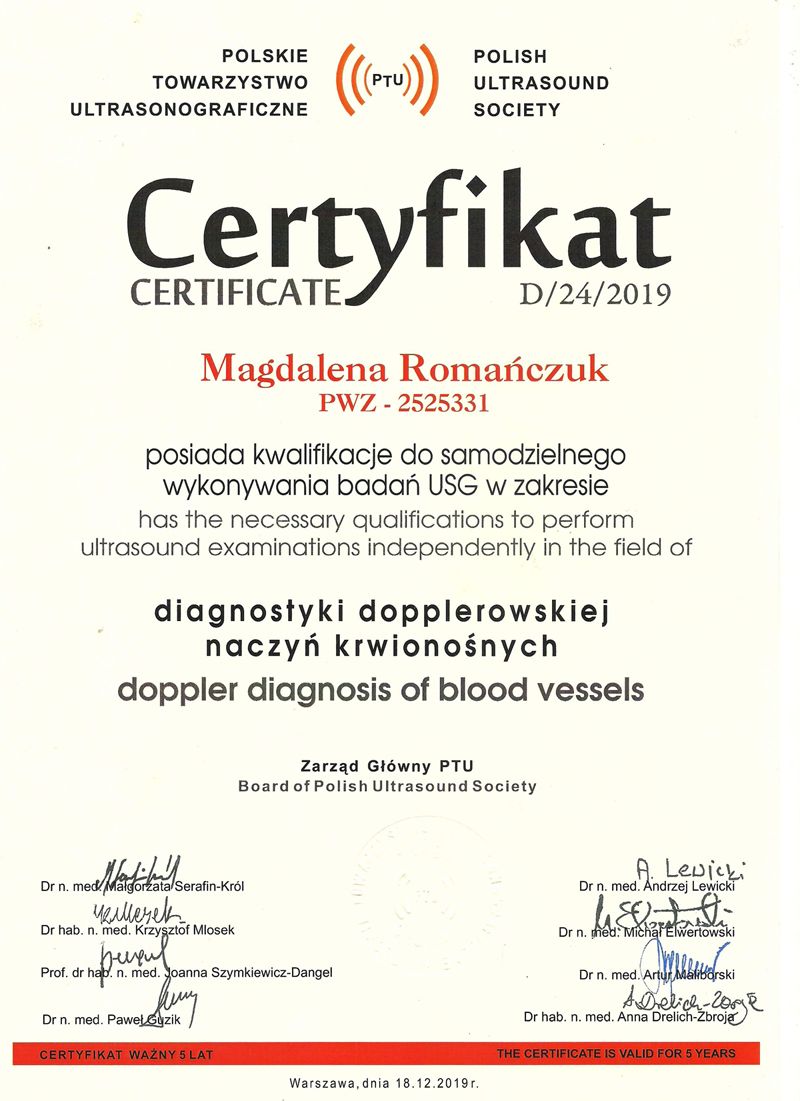 POLSKIE
TOWARZYSTWO
ULTRASONOGRAFICZNE
PTU
POLISH
ULTRASOUND
SOCIETY
Certyfikat
CERTIFICATE
D/24/2019
Magdalena Romańczuk
PWZ - 2525331
posiada kwalifikacje do samodzielnego
wykonywania badań USG w zakresie
has the necessary qualifications to perform
ultrasound examinations independently in the field of
diagnostyki dopplerowskiej
naczyń krwionośnych
doppler diagnosis of blood vessels
Zarząd Główny PTU
Board of Polish Ultrasound Society
Dr n. med. Małgorzata Serafin-Król
Dr hab. n. med. Krzysztof Mlosek
Prof. dr hab. n. med. Joanna Szymkiewicz-Dangel
Dr n. med. Paweł Guzik
A. Lewicki
Dr n. med. Andrzej Lewicki
Dr n. med. Michał Elwertowski
Dr n. med. Artur Maliborski
A. Drelich-Zbroja
Dr hab. n. med. Anna Drelich-Zbroja
CERTYFIKAT WAŻNY 5 LAT
THE CERTIFICATE IS VALID FOR 5 YEARS
Warszawa, dnia 18.12.2019 r.